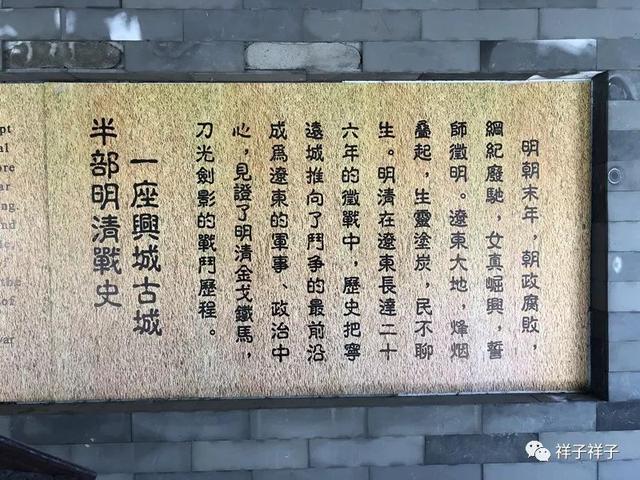 明朝末年，朝政腐敗，
綱紀廢馳，女真崛興，誓
師徵明。遼東大地，烽烟
疊起，生靈塗炭，民不聊
生。明清在遼東長達二十
六年的徵戰中，歷史把寧
遠城推向了鬥争的最前沿
成爲遼東的軍事、政治中
心，見證了明清金戈鐵馬，
刀光劍影的戰鬥歷程。
一座興城古城
半部明清戰史
the
of
祥子祥子